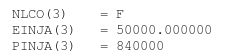 NLCO(3)    = F
EINJA(3)   = 50000.000000
PINJA(3)   = 840000